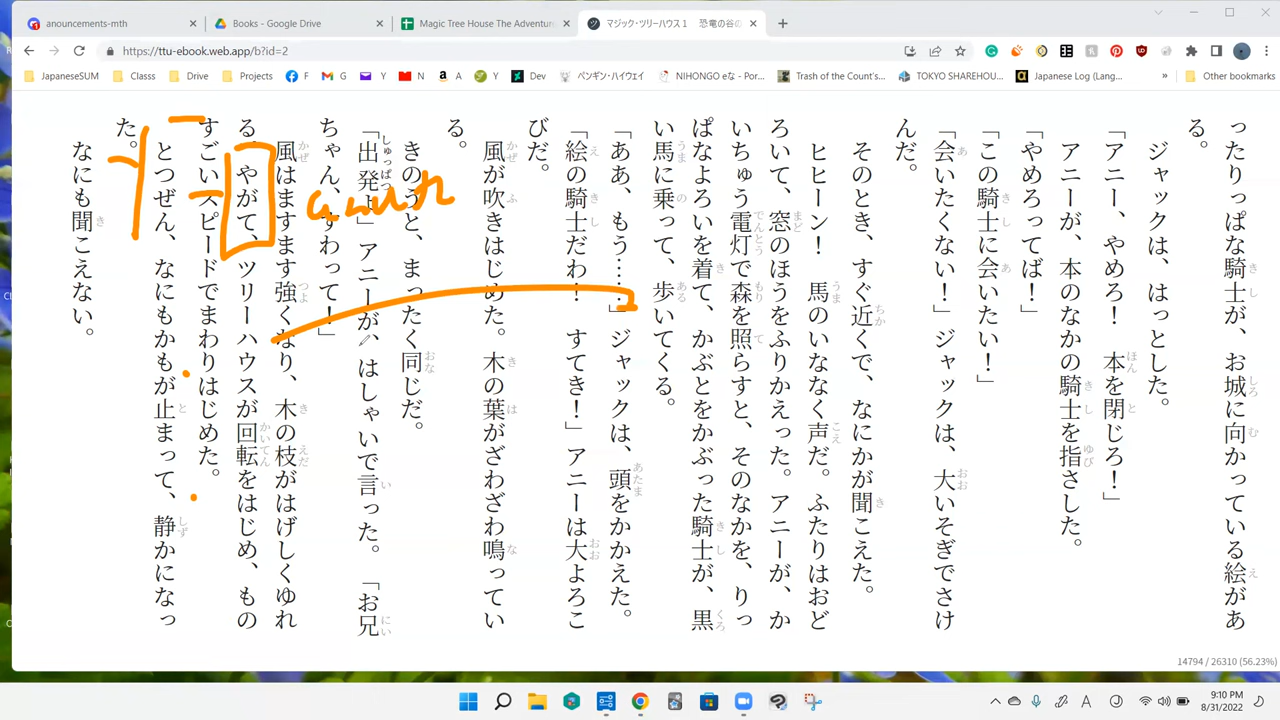 anouncements-mth
Books - Google Drive
Magic Tree House The Adventur
マジック・ツリーハウス１　恐竜の谷の
https://ttu-ebook.web.app/b?id=2
JapaneseSUM
Classs
Drive
Projects
F
G
Y
N
A
Y
Dev
ペンギン・ハイウェイ
NIHONGO eな - Por...
Trash of the Count's...
TOKYO SHAREHOU...
Japanese Log (Lang...
»
Other bookmarks
ったりっぱな騎士が、お城に向かっている絵があ
る。
ジャックは、はっとした。
「アニー、やめろ！　本を閉じろ！」
アニーが、本のなかの騎士を指さした。
「やめろってば！」
「この騎士に会いたい！」
「会いたくない！」ジャックは、大いそぎでさけ
んだ。
そのとき、すぐ近くで、なにかが聞こえた。
ヒヒーン！　馬のいななく声だ。ふたりはおど
ろいて、窓のほうをふりかえった。アニーが、か
いちゅう電灯で森を照らすと、そのなかを、りっ
ぱなよろいを着て、かぶとをかぶった騎士が、黒
い馬に乗って、歩いてくる。
「ああ、もう……」ジャックは、頭をかかえた。
「絵の騎士だわ！　すてき！」アニーは大よろこ
びだ。
風が吹きはじめた。木の葉がざわざわ鳴ってい
る。
きのうと、まったく同じだ。
「出発よ」アニーが、はしゃいで言った。「お兄
ちゃん、すわって！」
風はますます強くなり、木の枝がはげしくゆれ
る。やがて、ツリーハウスが回転をはじめ、もの
すごいスピードでまわりはじめた。
とつぜん、なにもかもが止まって、静かになっ
た。
なにも聞こえない。
14794 / 26310 (56.23%)
9:10 PM
8/31/2022